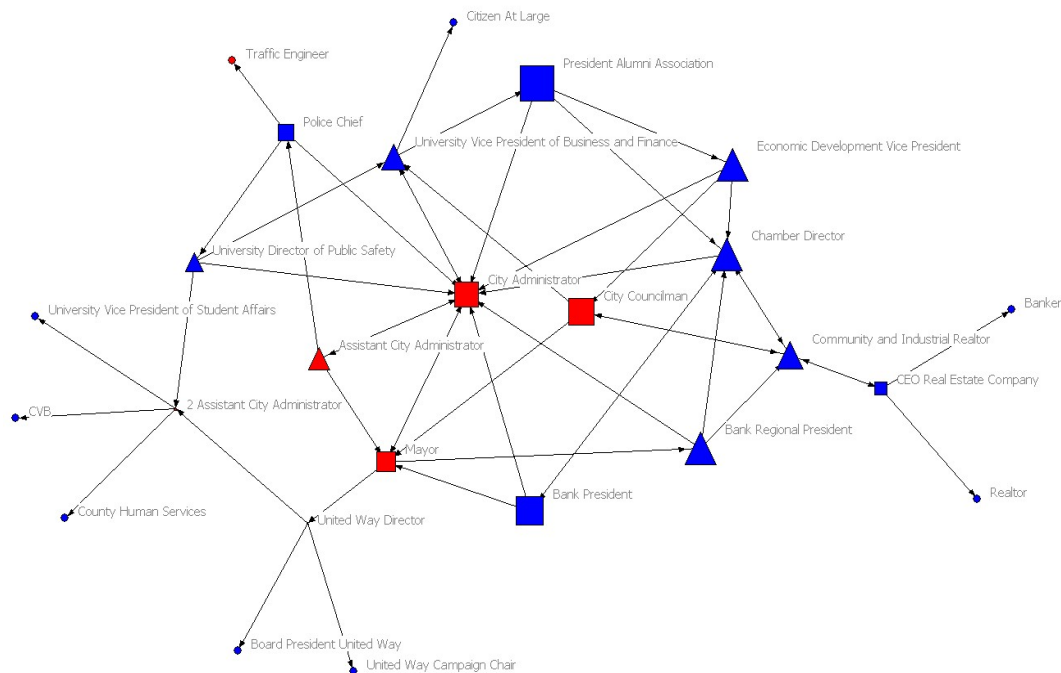 Citizen At Large
Traffic Engineer
President Alumni Association
Police Chief
University Vice President of Business and Finance
Economic Development Vice President
Chamber Director
University Director of Public Safety
City Administrator
City Councilman
University Vice President of Student Affairs
Banker
Assistant City Administrator
Community and Industrial Realtor
CEO Real Estate Company
2 Assistant City Administrator
CVB
Bank Regional President
Mayor
Bank President
Realtor
County Human Services
United Way Director
Board President United Way
United Way Campaign Chair